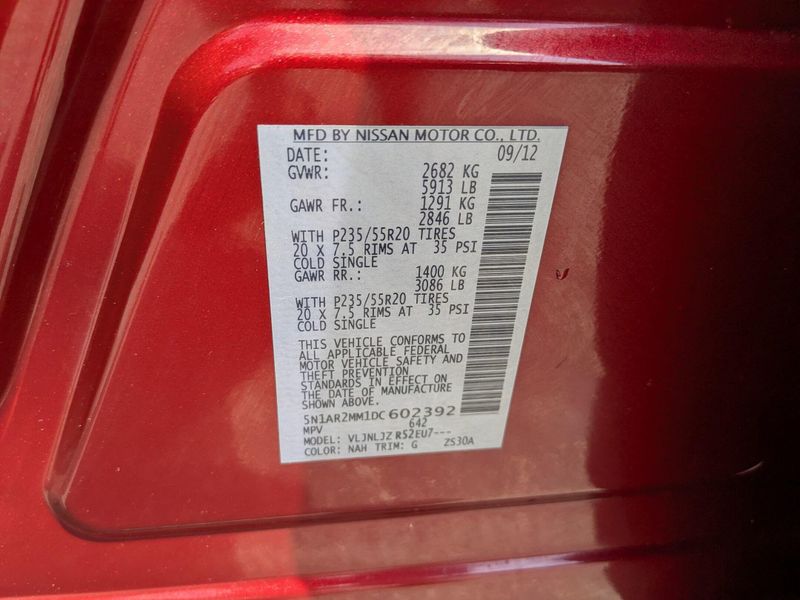 MFD BY NISSAN MOTOR CO., LTD.
DATE: 09/12
GVWR: 2682 KG
5913 LB
GAWR FR.: 1291 KG
2846 LB
WITH P235/55R20 TIRES
20 X 7.5 RIMS AT 35 PSI
COLD SINGLE
GAWR RR.: 1400 KG
3086 LB
WITH P235/55R20 TIRES
20 X 7.5 RIMS AT 35 PSI
COLD SINGLE
THIS VEHICLE CONFORMS TO
ALL APPLICABLE FEDERAL
MOTOR VEHICLE SAFETY AND
THEFT PREVENTION
STANDARDS IN EFFECT ON
THE DATE OF MANUFACTURE
SHOWN ABOVE.
5N1AR2MM1DC602392
MPV 642
MODEL: VLJNLJZ R52EU7---
COLOR: NAH TRIM: G ZS30A